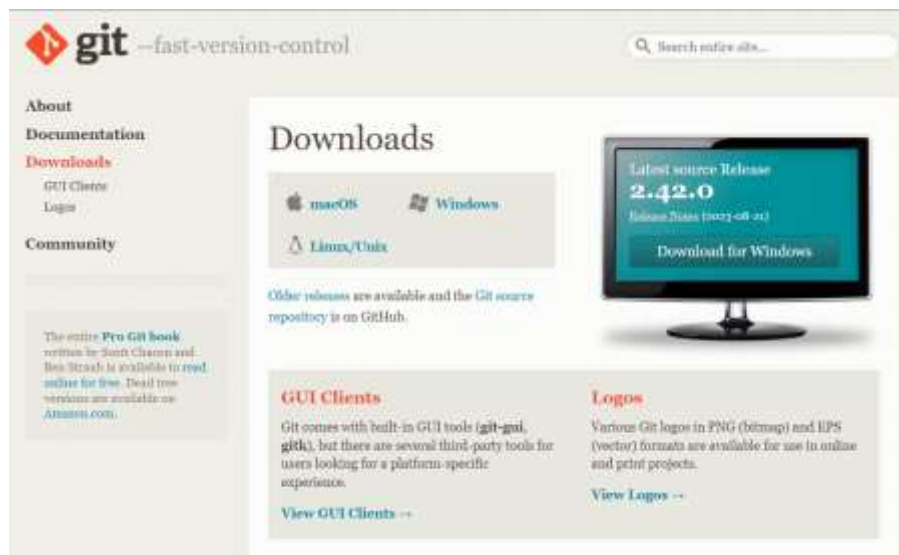 git --fast-version-control
Search entire site...
About
Documentation
Downloads
GUI Clients
Logos
Community
The entire Pro Git book
written by Scott Chacon and
Ben Straub is available to read
online for free. Dead tree
versions are available on
Amazon.com.
Downloads
macOS
Windows
Linux/Unix
Older releases are available and the Git source
repository is on GitHub.
Latest source Release
2.42.0
Release Notes (2023-08-21)
Download for Windows
GUI Clients
Git comes with built-in GUI tools (git-gui,
gitk), but there are several third-party tools for
users looking for a platform-specific
experience.
View GUI Clients →
Logos
Various Git logos in PNG (bitmap) and EPS
(vector) formats are available for use in online
and print projects.
View Logos →